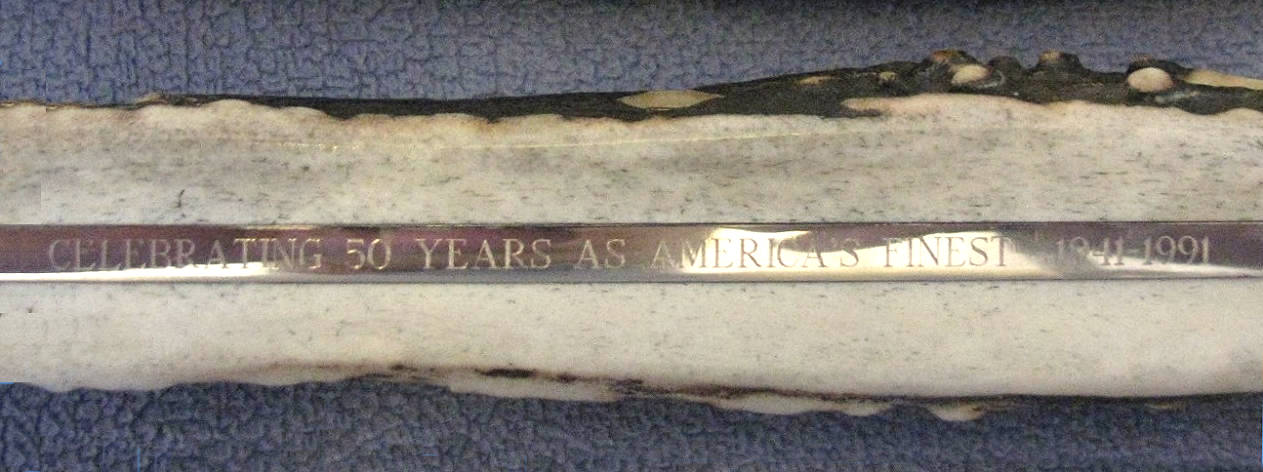 CELEBRATING 50 YEARS AS AMERICA'S FINEST 1941-1991